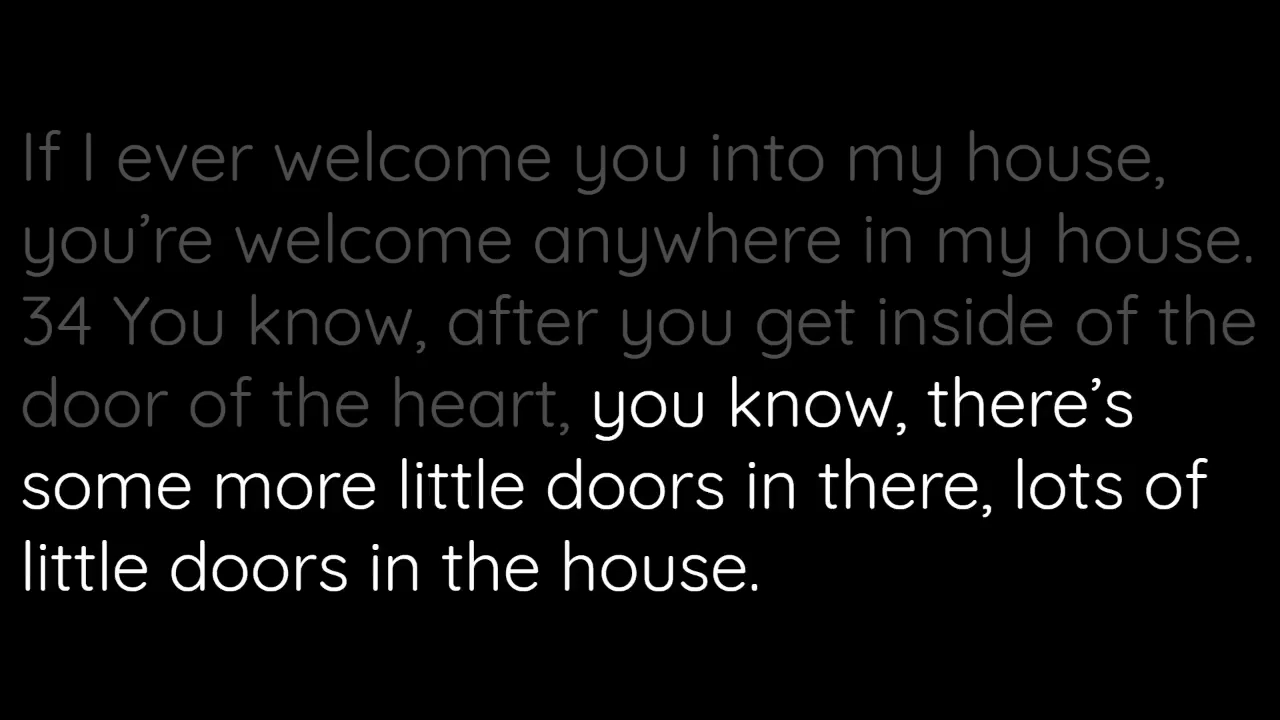 If I ever welcome you into my house,
you’re welcome anywhere in my house.
34 You know, after you get inside of the
door of the heart, you know, there’s
some more little doors in there, lots of
little doors in the house.